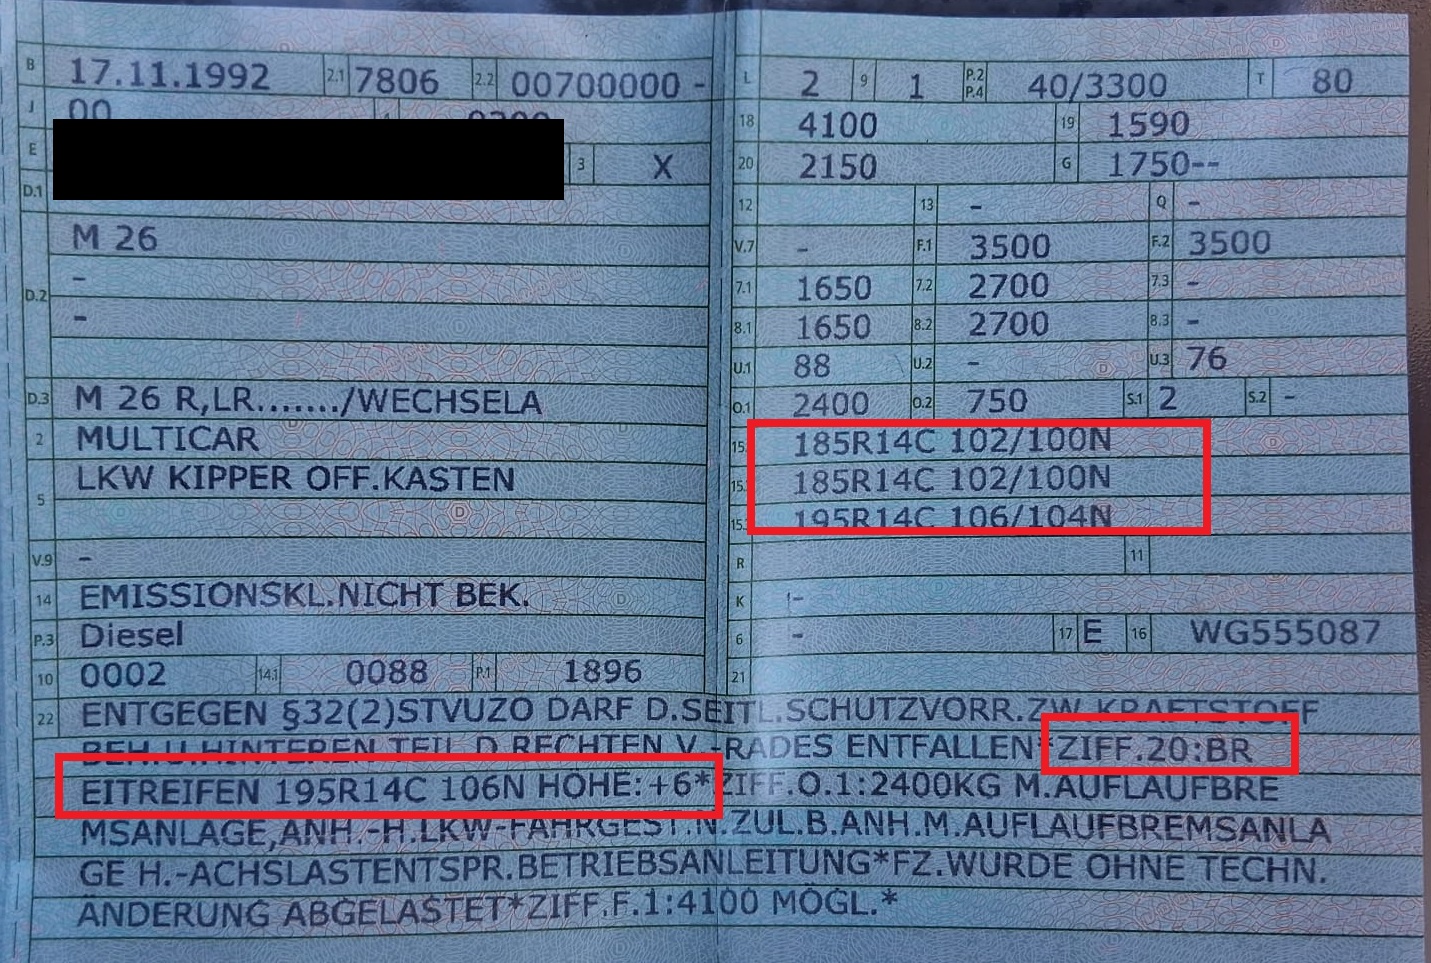 B 17.11.1992 2.1 7806 2.2 00700000 -
J 00 4
E 3 X
D.1
M 26
D.2 -
-
D.3 M 26 R,LR......./WECHSELA
2 MULTICAR
5 LKW KIPPER OFF.KASTEN
V.9 -
14 EMISSIONSKL.NICHT BEK.
P.3 Diesel
10 0002 14.1 0088 P.1 1896
L 2 9 1 P.2 P.4 40/3300 T 80
18 4100 19 1590
20 2150 G 1750--
12 13 - Q -
V.7 - F.1 3500 F.2 3500
7.1 1650 7.2 2700 7.3 -
8.1 1650 8.2 2700 8.3 -
U.1 88 U.2 - U.3 76
O.1 2400 O.2 750 S.1 2 S.2 -
15. 185R14C 102/100N
15. 185R14C 102/100N
15. 195R14C 106/104N
R 11
K -
6 - 17 E 16 WG555087
21
22 ENTGEGEN §32(2)STVUZO DARF D.SEITL.SCHUTZVORR.ZW.KRAFTSTOFF
BEH.U.HINTEREN TEIL D.RECHTEN V.-RADES ENTFALLEN*ZIFF.20:BR
EITREIFEN 195R14C 106N HÖHE:+6*ZIFF.O.1:2400KG M.AUFLAUFBRE
MSANLAGE,ANH.-H.LKW-FAHRGEST.N.ZUL.B.ANH.M.AUFLAUFBREMSANLA
GE H.-ACHSLASTENTSPR.BETRIEBSANLEITUNG*FZ.WURDE OHNE TECHN.
ÄNDERUNG ABGELASTET*ZIFF.F.1:4100 MÖGL.*